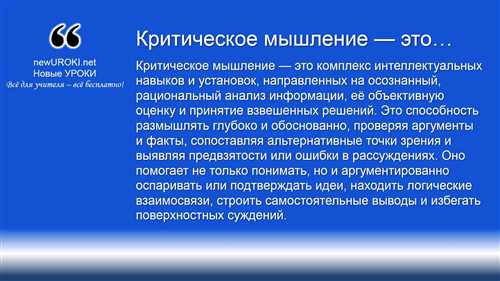 ❝
newUROKI.net
Новые УРОКИ
Всё для учителя – всё бесплатно!
Критическое мышление — это…
Критическое мышление — это комплекс интеллектуальных
навыков и установок, направленных на осознанный,
рациональный анализ информации, её объективную
оценку и принятие взвешенных решений. Это способность
размышлять глубоко и обоснованно, проверяя аргументы
и факты, сопоставляя альтернативные точки зрения и
выявляя предвзятости или ошибки в рассуждениях. Оно
помогает не только понимать, но и аргументированно
оспаривать или подтверждать идеи, находить логические
взаимосвязи, строить самостоятельные выводы и избегать
поверхностных суждений.